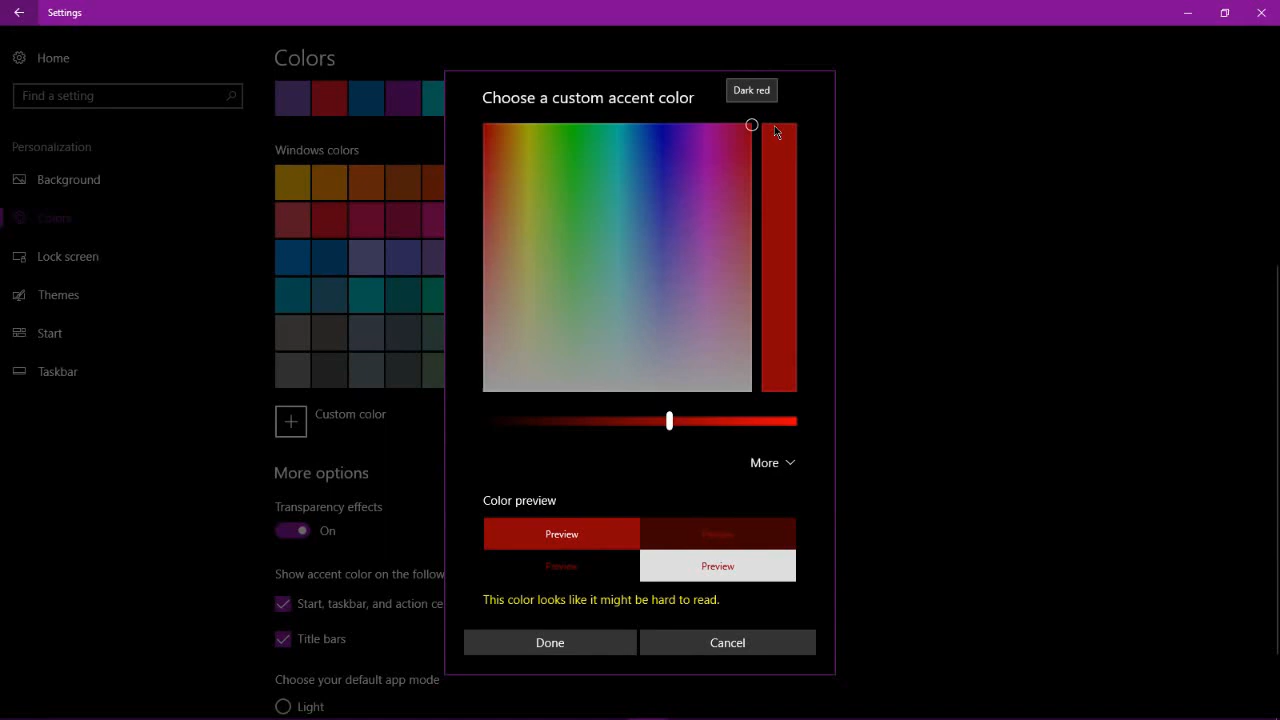 Settings
Home
Find a setting
Personalization
Background
Colors
Lock screen
Themes
Start
Taskbar
Colors
Windows colors
Custom color
More options
Transparency effects
On
Show accent color on the follow
Start, taskbar, and action ce
Title bars
Choose your default app mode
Light
Choose a custom accent color
Dark red
More
Color preview
Preview
Preview
Preview
Preview
This color looks like it might be hard to read.
Done
Cancel